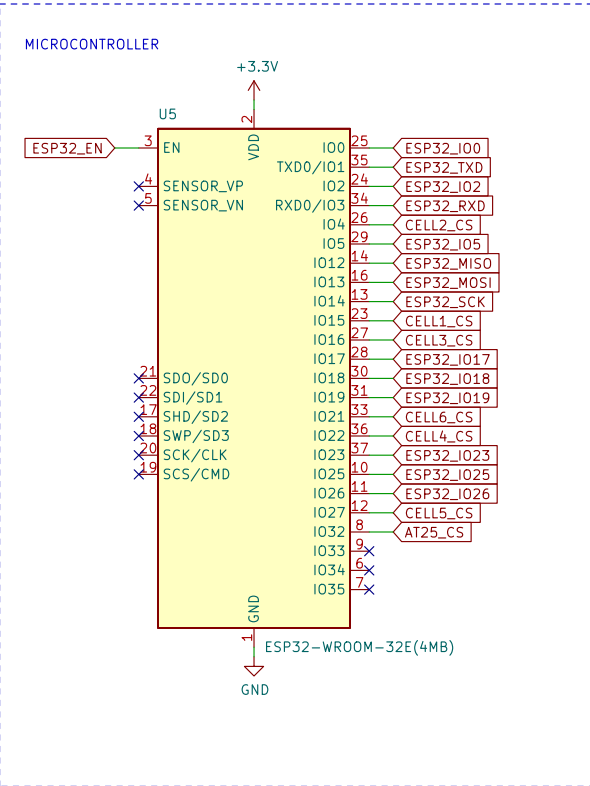 MICROCONTROLLER
+3.3V
U5
2
VDD
ESP32_EN 3 EN IO0 25 ESP32_IO0
TXD0/IO1 35 ESP32_TXD
4 SENSOR_VP IO2 24 ESP32_IO2
5 SENSOR_VN RXD0/IO3 34 ESP32_RXD
IO4 26 CELL2_CS
IO5 29 ESP32_IO5
IO12 14 ESP32_MISO
IO13 16 ESP32_MOSI
IO14 13 ESP32_SCK
IO15 23 CELL1_CS
IO16 27 CELL3_CS
IO17 28 ESP32_IO17
21 SDO/SD0 IO18 30 ESP32_IO18
22 SDI/SD1 IO19 31 ESP32_IO19
17 SHD/SD2 IO21 33 CELL6_CS
18 SWP/SD3 IO22 36 CELL4_CS
20 SCK/CLK IO23 37 ESP32_IO23
19 SCS/CMD IO25 10 ESP32_IO25
IO26 11 ESP32_IO26
IO27 12 CELL5_CS
IO32 8 AT25_CS
IO33 9
IO34 6
IO35 7
GND
1
ESP32-WROOM-32E(4MB)
GND